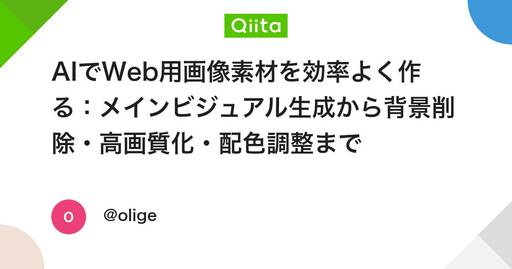 Qiita
AIでWeb用画像素材を効率よく作
る：メインビジュアル生成から背景削
除・高画質化・配色調整まで
O
@olige